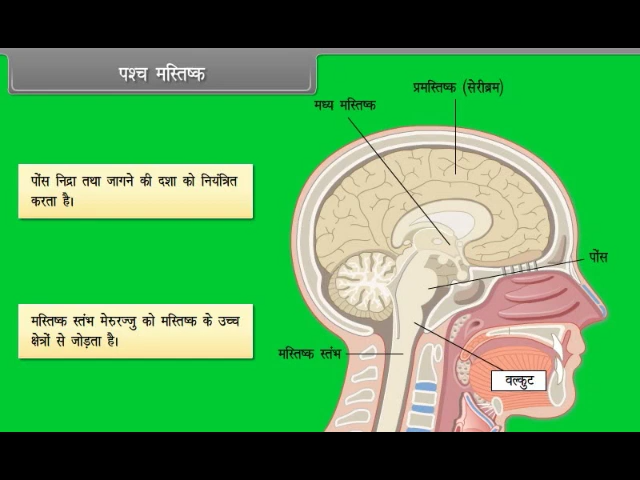 पश्च मस्तिष्क
प्रमस्तिष्क (सेरीब्रम)
मध्य मस्तिष्क
पोंस निद्रा तथा जागने की दशा को नियंत्रित
करता है।
पोंस
मस्तिष्क स्तंभ मेरुरज्जु को मस्तिष्क के उच्च
क्षेत्रों से जोड़ता है।
मस्तिष्क स्तंभ
वल्कुट